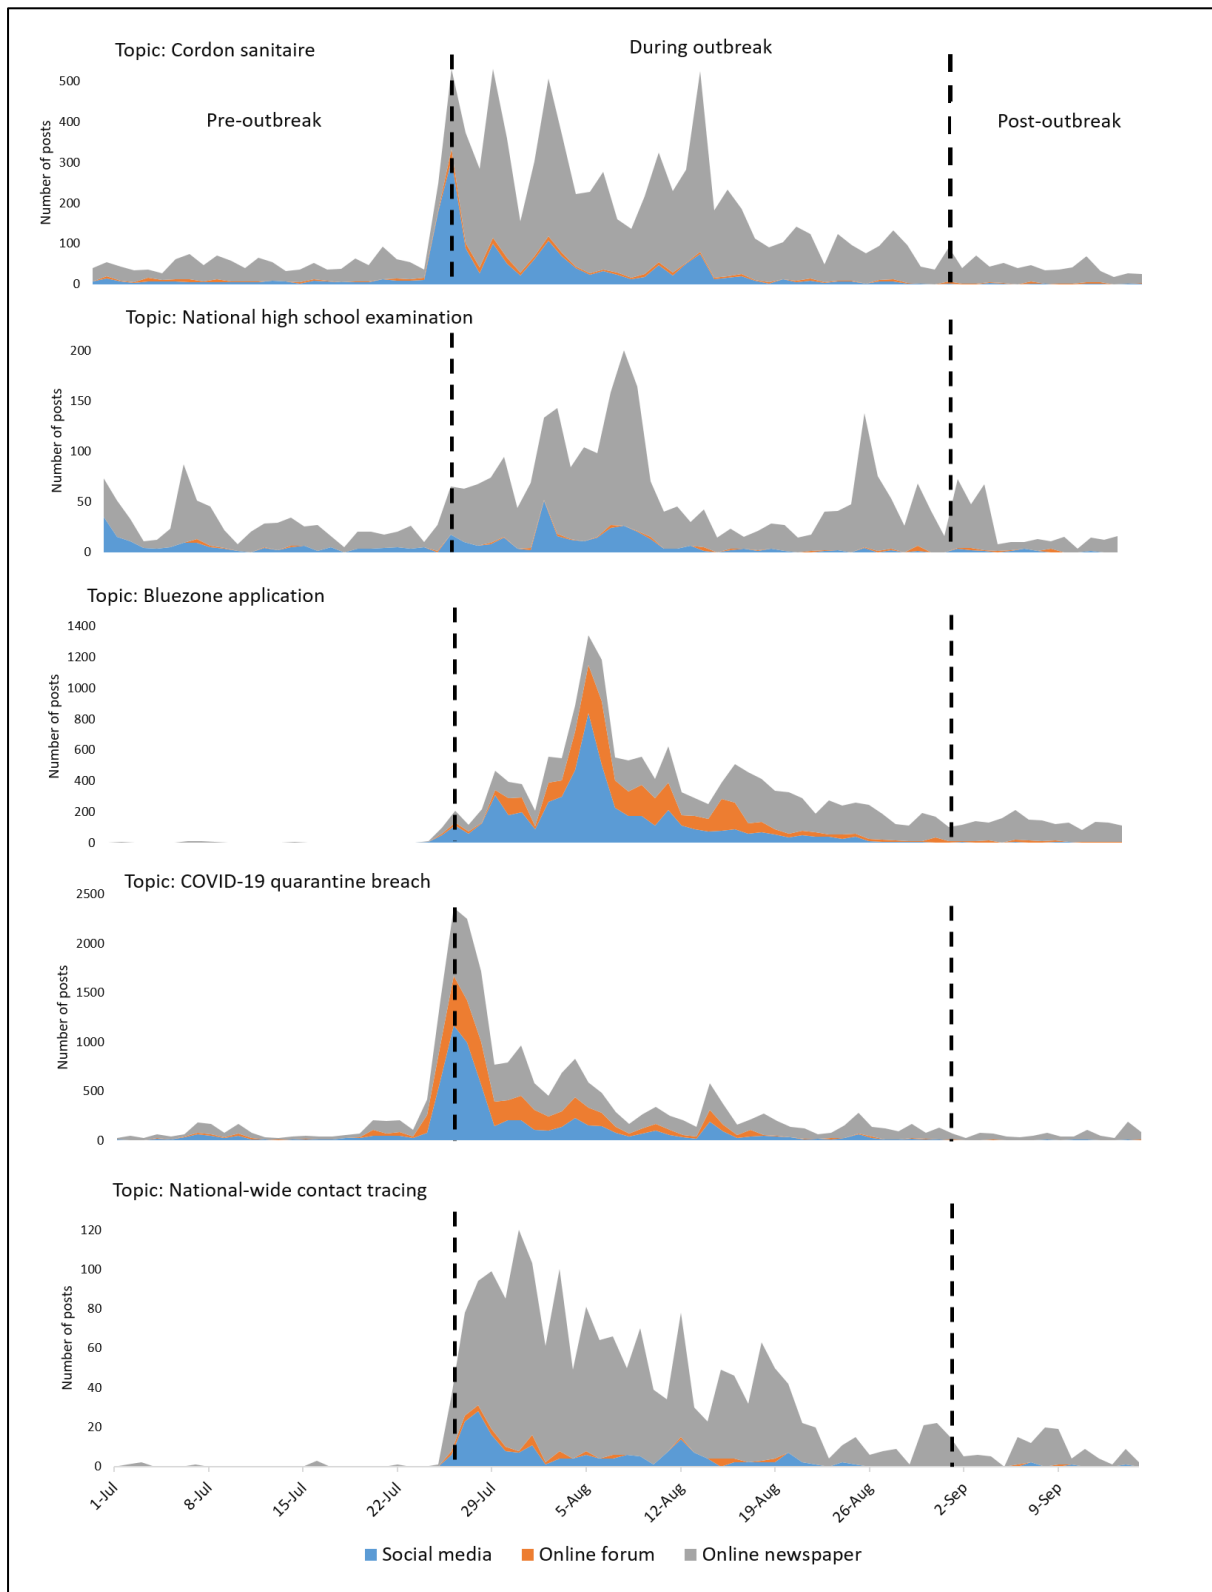 Topic: Cordon sanitaire
During outbreak
Pre-outbreak
Post-outbreak
Number of posts
500
400
300
200
100
0
Topic: National high school examination
Number of posts
200
150
100
50
0
Topic: Bluezone application
Number of posts
1400
1200
1000
800
600
400
200
0
Topic: COVID-19 quarantine breach
Number of posts
2500
2000
1500
1000
500
0
Topic: National-wide contact tracing
Number of posts
120
100
80
60
40
20
0
1-Jul
8-Jul
15-Jul
22-Jul
29-Jul
5-Aug
12-Aug
19-Aug
26-Aug
2-Sep
9-Sep
Social media
Online forum
Online newspaper